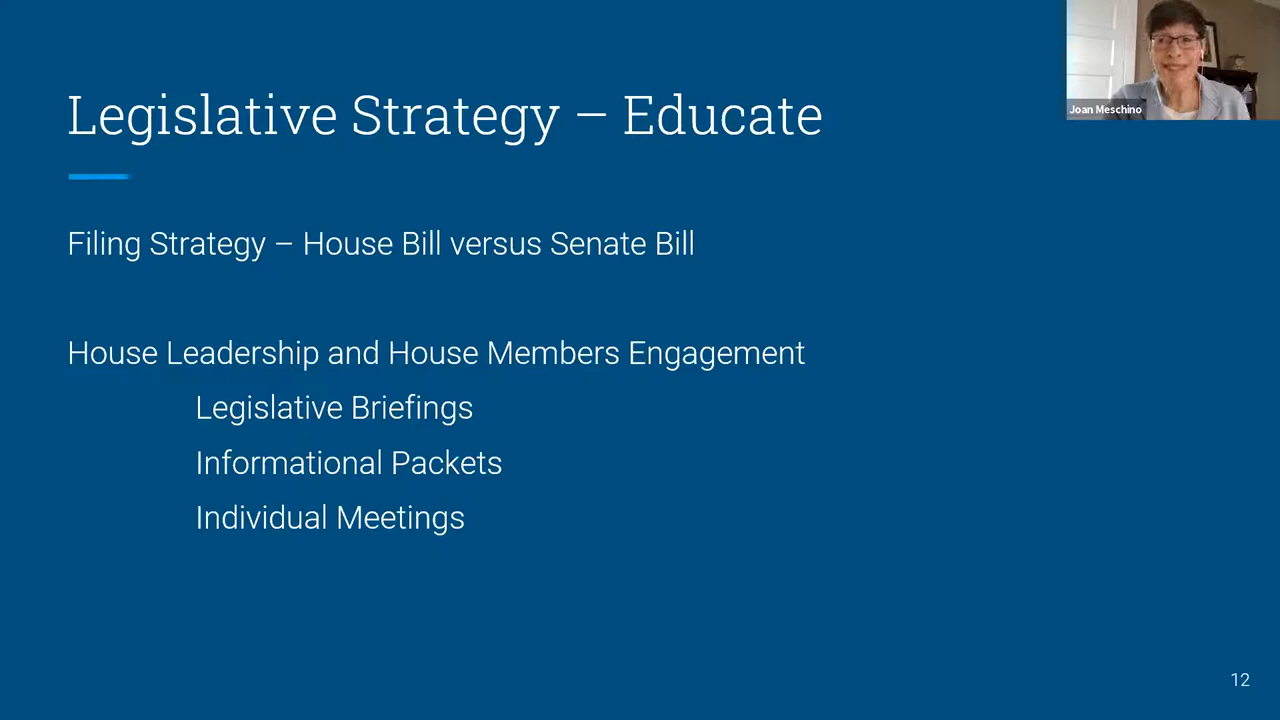 Joan Meschino
Legislative Strategy – Educate
Filing Strategy – House Bill versus Senate Bill
House Leadership and House Members Engagement
Legislative Briefings
Informational Packets
Individual Meetings
12